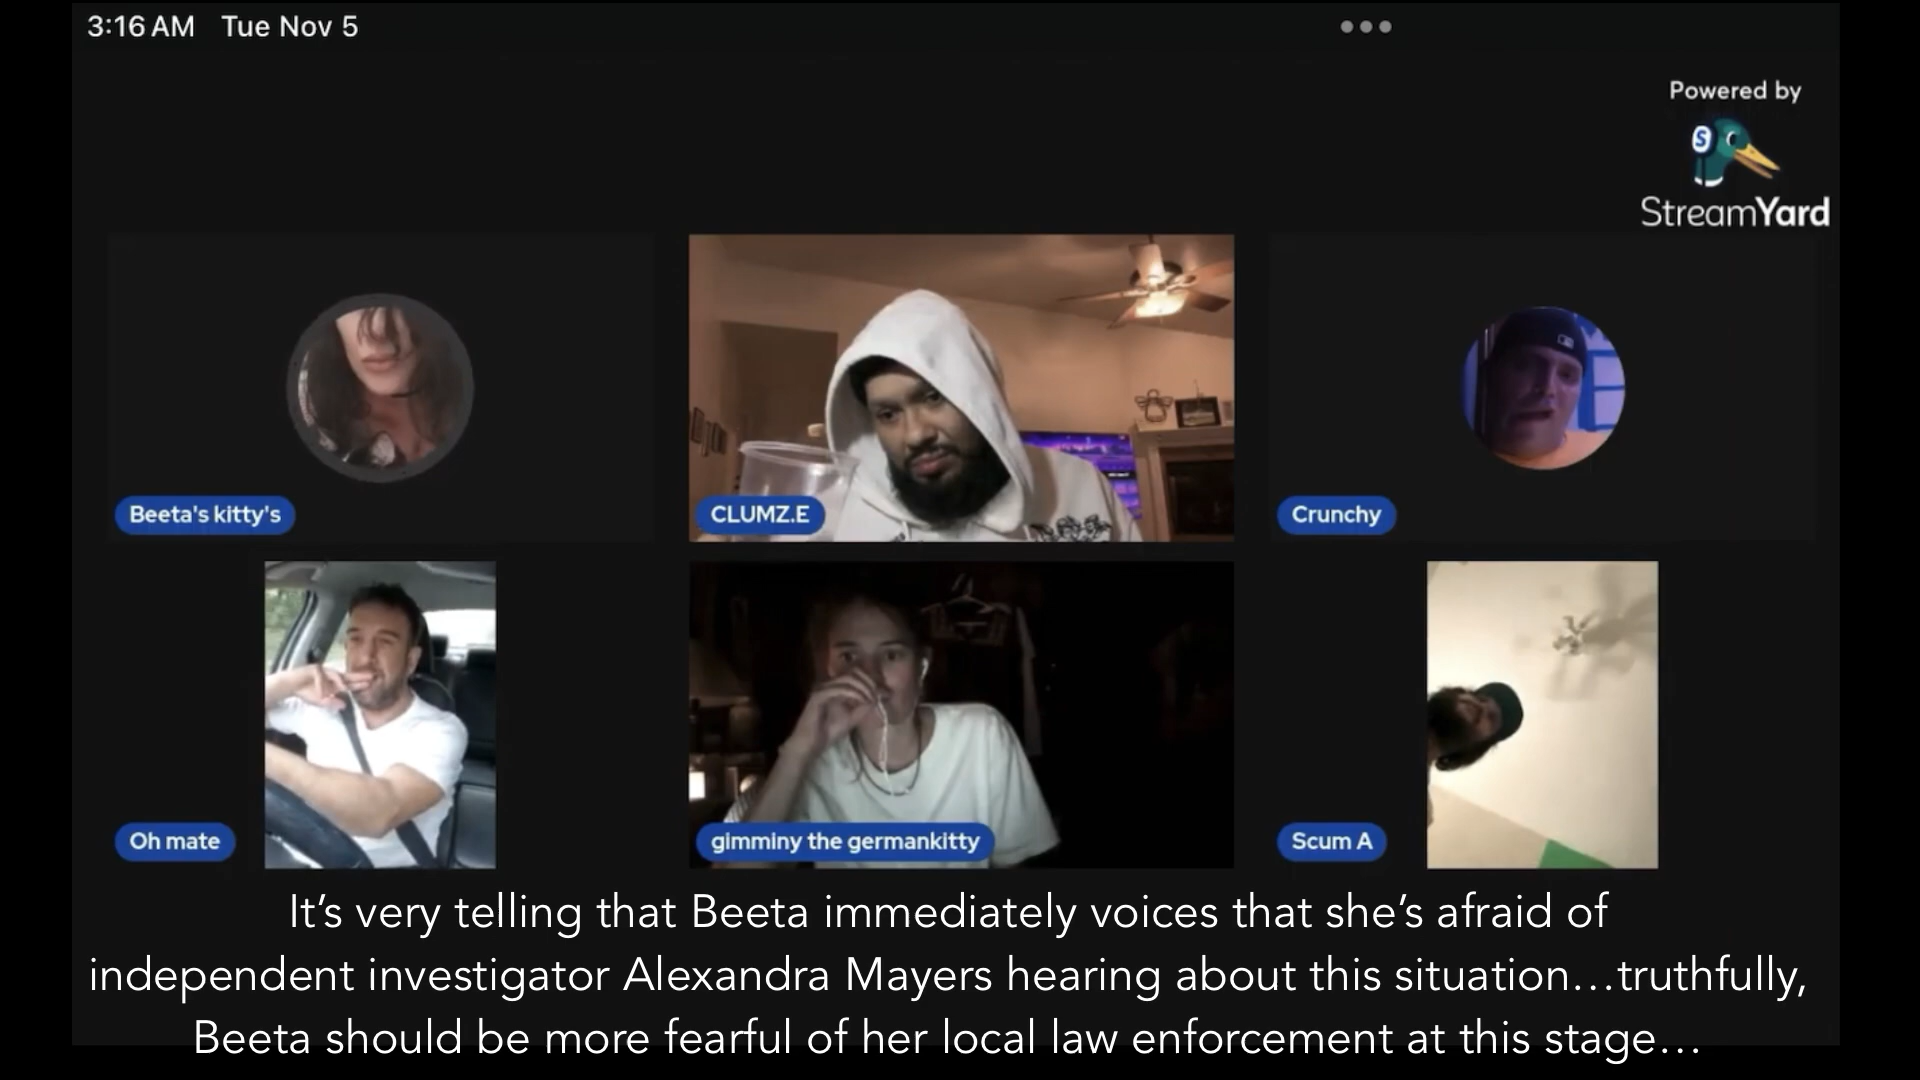 3:16 AM Tue Nov 5
Powered by
S
StreamYard
Beeta's kitty's
CLUMZ.E
Crunchy
Oh mate
gimminy the germankitty
Scum A
It’s very telling that Beeta immediately voices that she’s afraid of
independent investigator Alexandra Mayers hearing about this situation…truthfully,
Beeta should be more fearful of her local law enforcement at this stage…